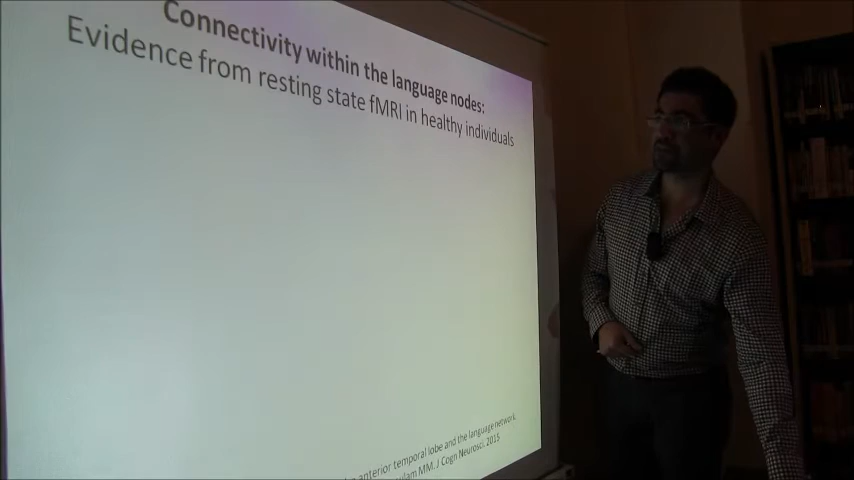 Connectivity within the language nodes:
Evidence from resting state fMRI in healthy individuals
anterior temporal lobe and the language network
MM. J Cogn Neurosci. 2015